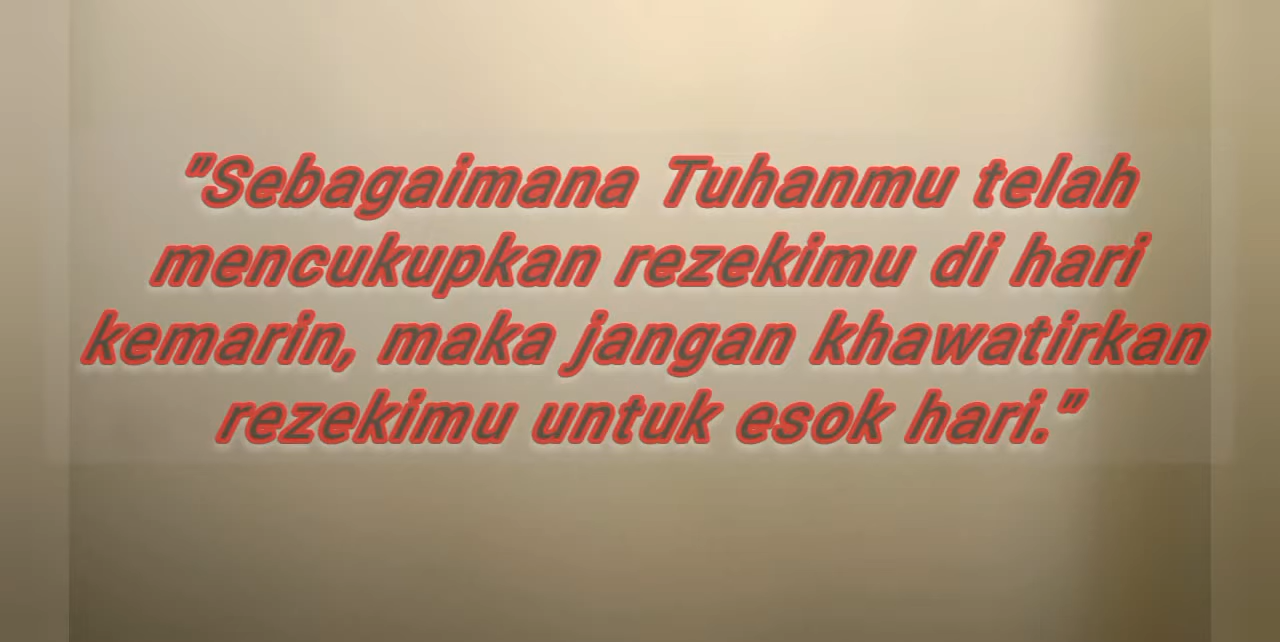 "Sebagaimana Tuhanmu telah
mencukupkan rezekimu di hari
kemarin, maka jangan khawatirkan
rezekimu untuk esok hari."